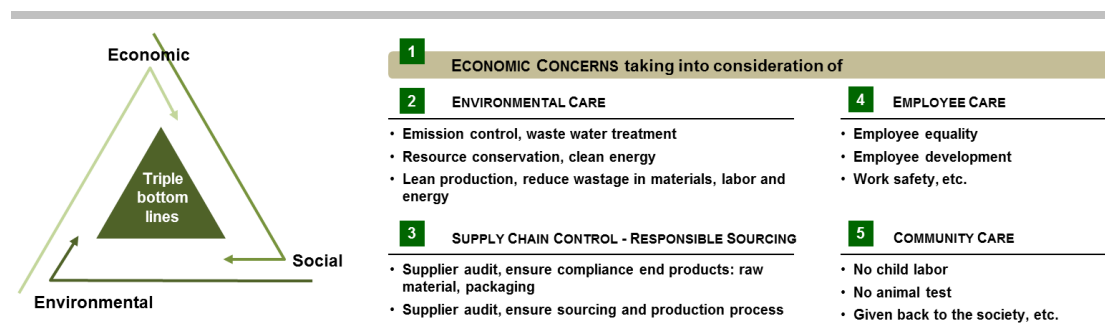 Economic
Triple
bottom
lines
Social
Environmental
1
ECONOMIC CONCERNS taking into consideration of
2
ENVIRONMENTAL CARE
• Emission control, waste water treatment
• Resource conservation, clean energy
• Lean production, reduce wastage in materials, labor and
energy
3
SUPPLY CHAIN CONTROL - RESPONSIBLE SOURCING
• Supplier audit, ensure compliance end products: raw
material, packaging
• Supplier audit, ensure sourcing and production process
4
EMPLOYEE CARE
• Employee equality
• Employee development
• Work safety, etc.
5
COMMUNITY CARE
• No child labor
• No animal test
• Given back to the society, etc.